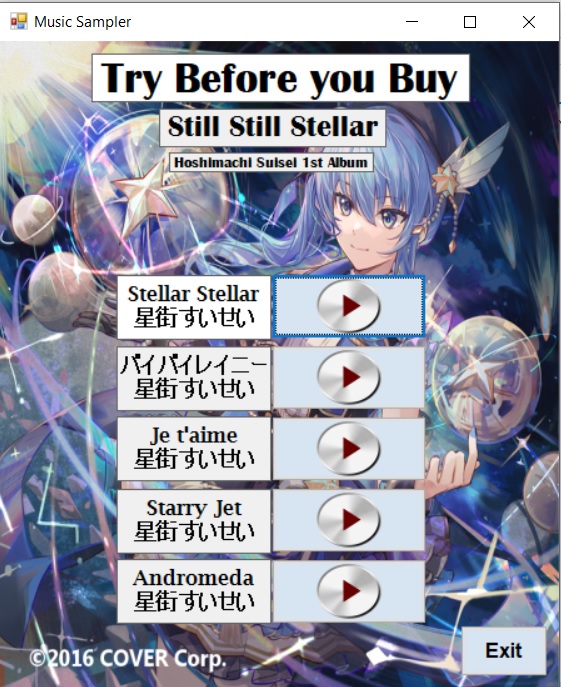 Music Sampler
Try Before you Buy
Still Still Stellar
Hoshimachi Suisei 1st Album
Stellar Stellar
星街すいせい
バイバイレイニー
星街すいせい
Je t'aime
星街すいせい
Starry Jet
星街すいせい
Andromeda
星街すいせい
Exit
©2016 COVER Corp.